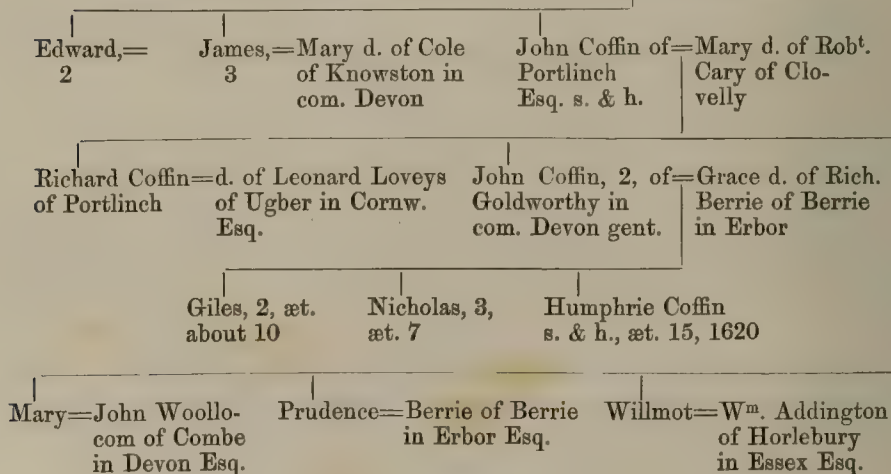 Edward,=
2
James,=Mary d. of Cole
3 of Knowston in
com. Devon
John Coffin of=Mary d. of Robᵗ.
Portlinch Cary of Clo-
Esq. s. & h. velly
Richard Coffin=d. of Leonard Loveys
of Portlinch of Ugber in Cornw.
Esq.
John Coffin, 2, of=Grace d. of Rich.
Goldworthy in Berrie of Berrie
com. Devon gent. in Erbor
Giles, 2, æt.
about 10
Nicholas, 3,
æt. 7
Humphrie Coffin
s. & h., æt. 15, 1620
Mary=John Woollo-
com of Combe
in Devon Esq.
Prudence=Berrie of Berrie
in Erbor Esq.
Willmot=Wᵐ. Addington
of Horlebury
in Essex Esq.